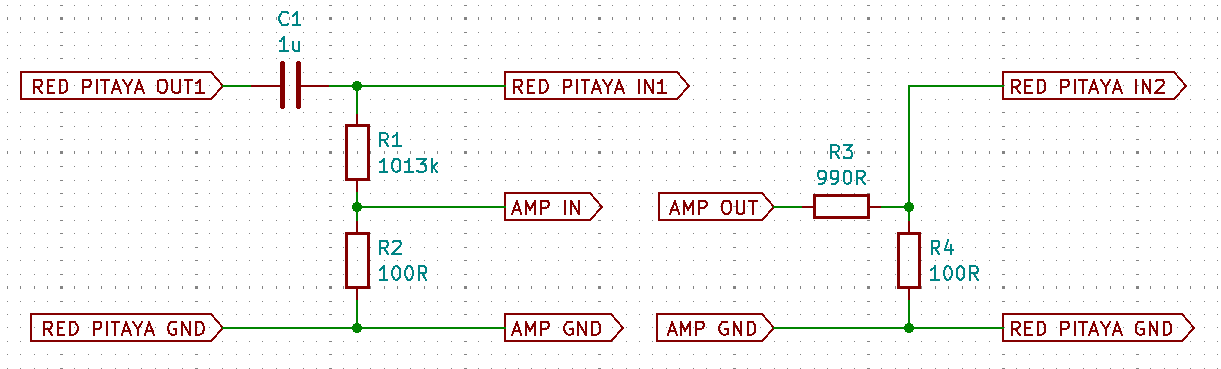 C1
1u
RED PITAYA OUT1
RED PITAYA IN1
RED PITAYA IN2
R1
1013k
R3
990R
AMP IN
AMP OUT
R2
100R
R4
100R
RED PITAYA GND
AMP GND
AMP GND
RED PITAYA GND